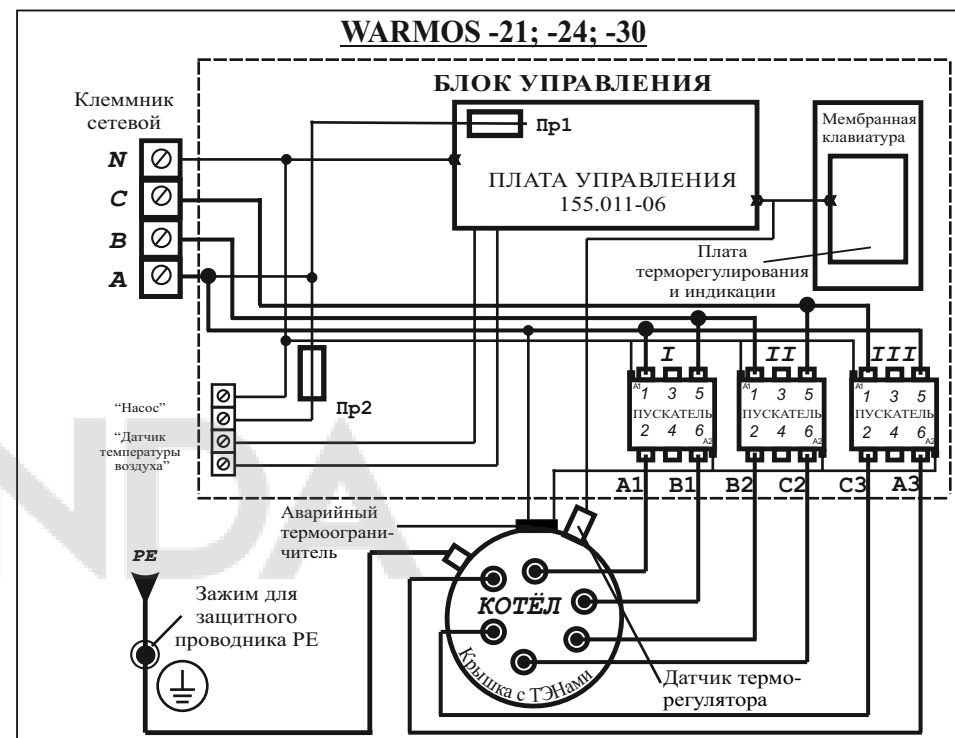 WARMOS -21; -24; -30
БЛОК УПРАВЛЕНИЯ
Клеммник
сетевой
N
C
B
A
Пр1
ПЛАТА УПРАВЛЕНИЯ
155.011-06
Мембранная
клавиатура
Плата
терморегулирования
и индикации
Пр2
“Насос”
“Датчик
температуры
воздуха”
I
II
III
A1
1 3 5
ПУСКАТЕЛЬ
2 4 6
A2
A1
1 3 5
ПУСКАТЕЛЬ
2 4 6
A2
A1
1 3 5
ПУСКАТЕЛЬ
2 4 6
A2
A1 B1 B2 C2 C3 A3
Аварийный
термоограни-
читель
PE
Зажим для
защитного
проводника PE
КОТЁЛ
Крышка с ТЭНами
Датчик термо-
регулятора
NDA